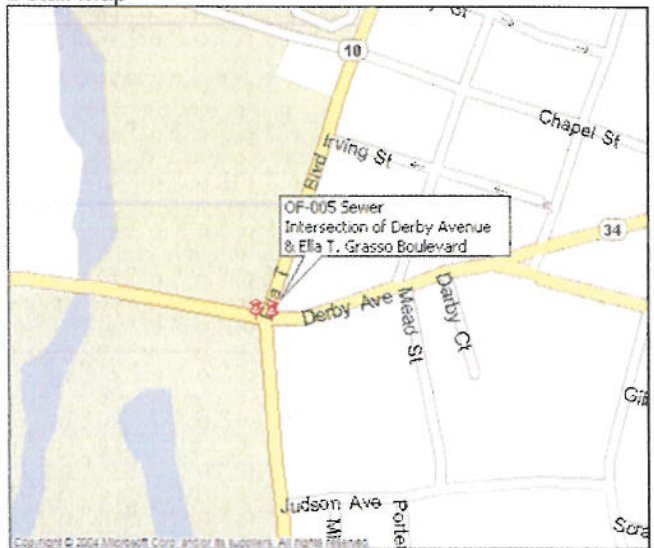 10
Chapel St
Irving St
Blvd
OF-005 Sewer
Intersection of Derby Avenue
& Ella T. Grasso Boulevard
34
Derby Ave
Mead St
Darby Ct
Judson Ave
Copyright © 2004 Microsoft Corp. and/or its suppliers. All rights reserved.